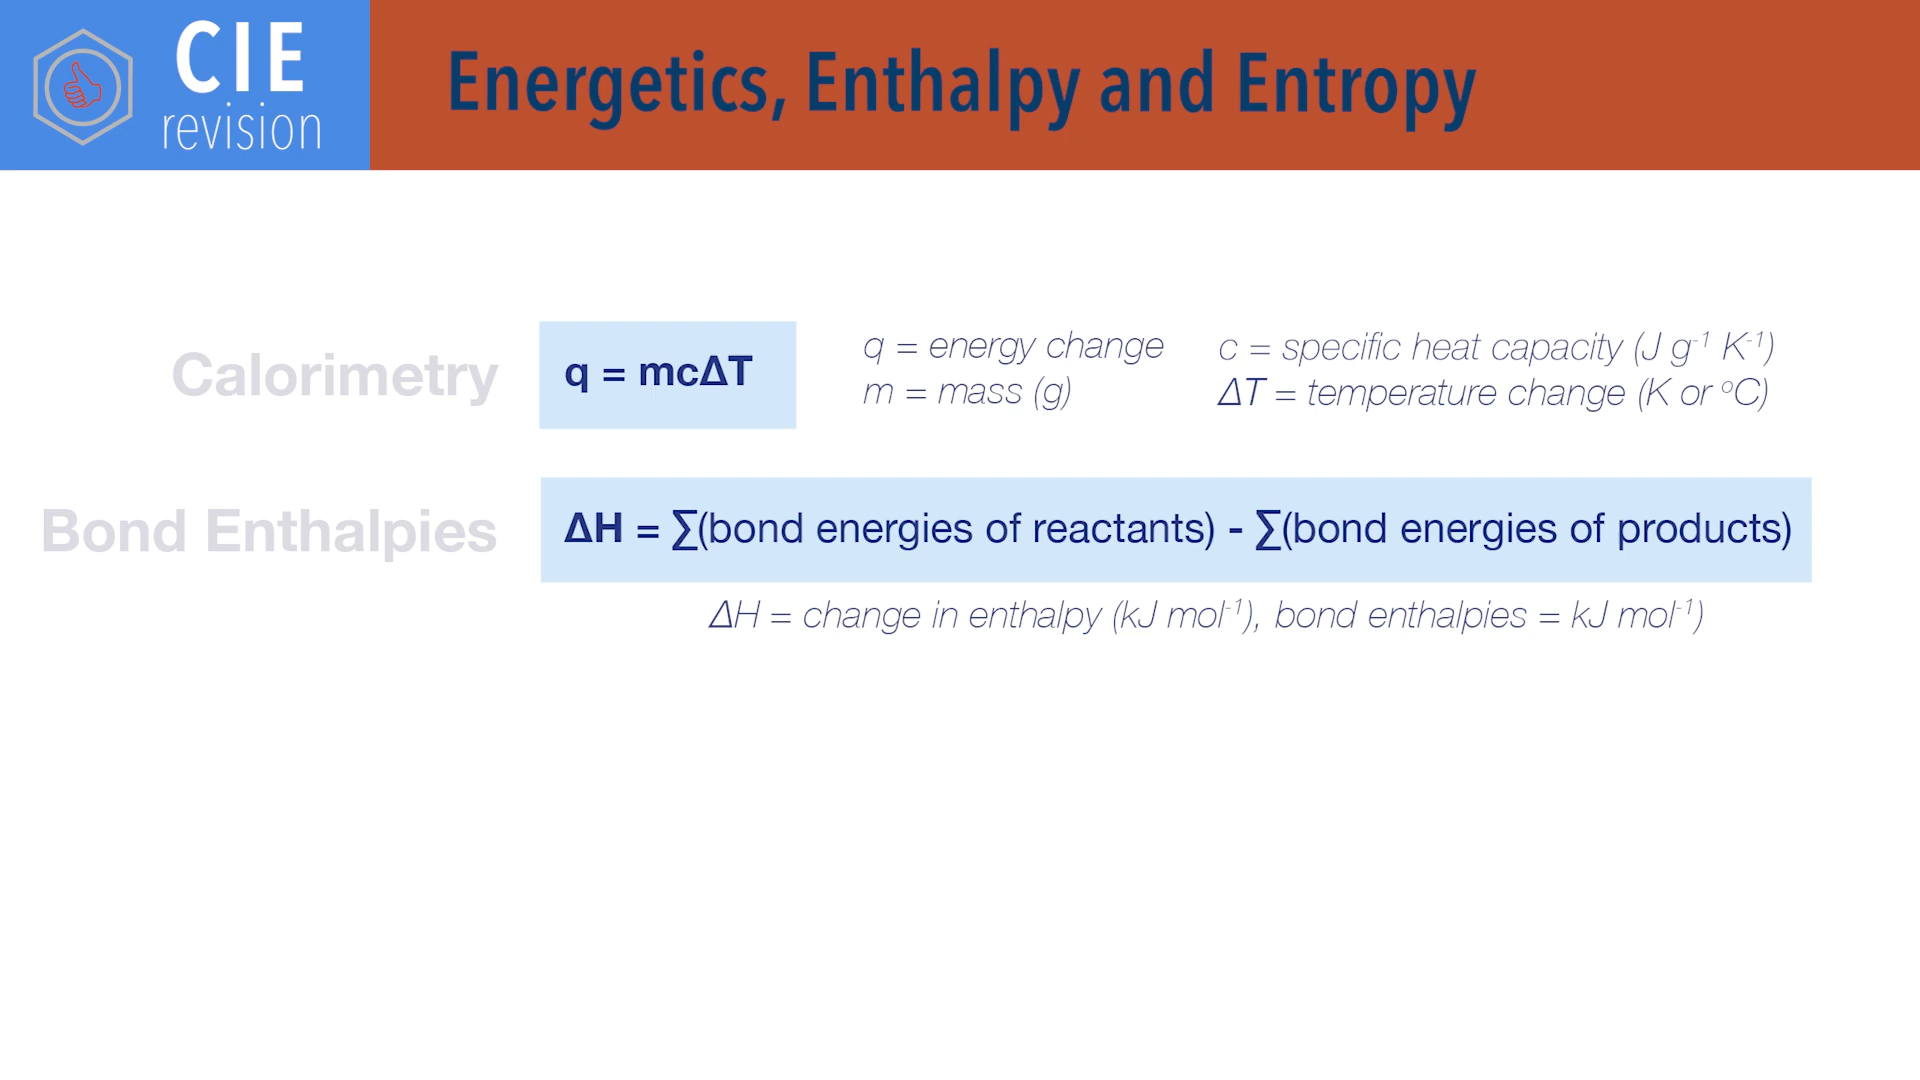 CIE
revision
Energetics, Enthalpy and Entropy
Calorimetry
q = mcΔT
q = energy change
m = mass (g)
c = specific heat capacity (J g⁻¹ K⁻¹)
ΔT = temperature change (K or ᵒC)
Bond Enthalpies
ΔH = ∑(bond energies of reactants) - ∑(bond energies of products)
ΔH = change in enthalpy (kJ mol⁻¹), bond enthalpies = kJ mol⁻¹)